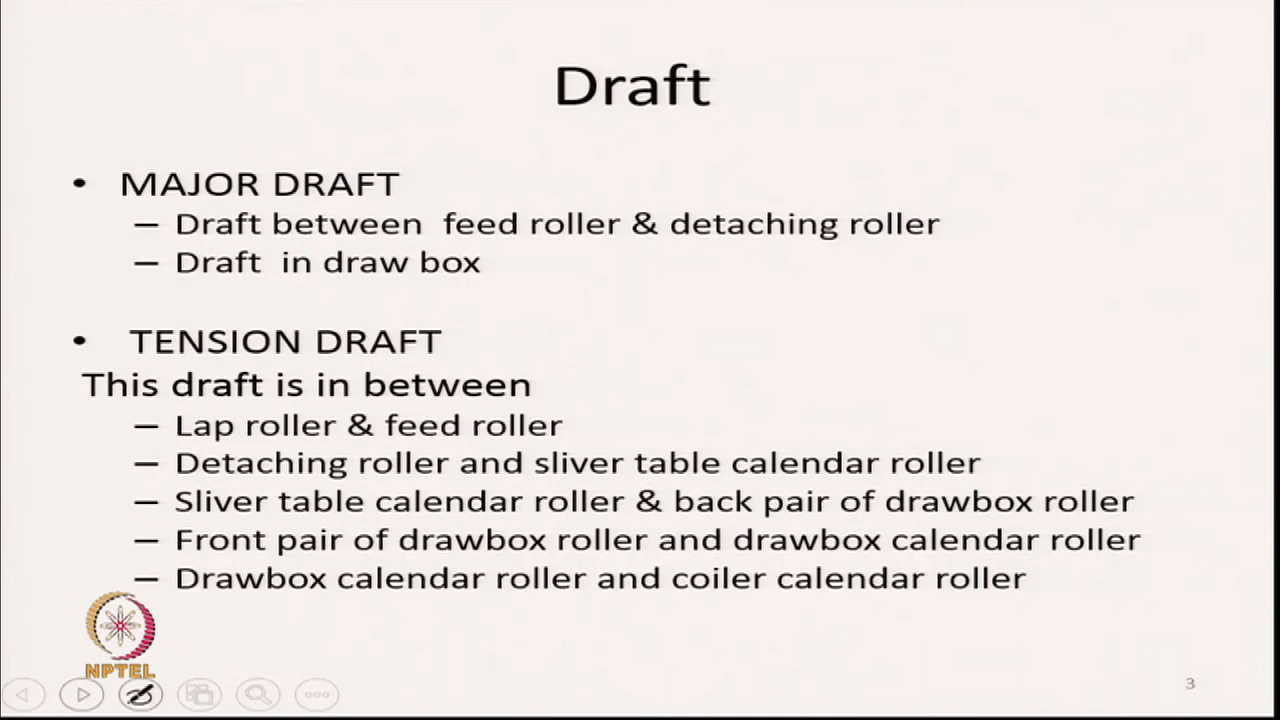 Draft
• MAJOR DRAFT
– Draft between feed roller & detaching roller
– Draft in draw box
• TENSION DRAFT
This draft is in between
– Lap roller & feed roller
– Detaching roller and sliver table calendar roller
– Sliver table calendar roller & back pair of drawbox roller
– Front pair of drawbox roller and drawbox calendar roller
– Drawbox calendar roller and coiler calendar roller
NPTEL
3